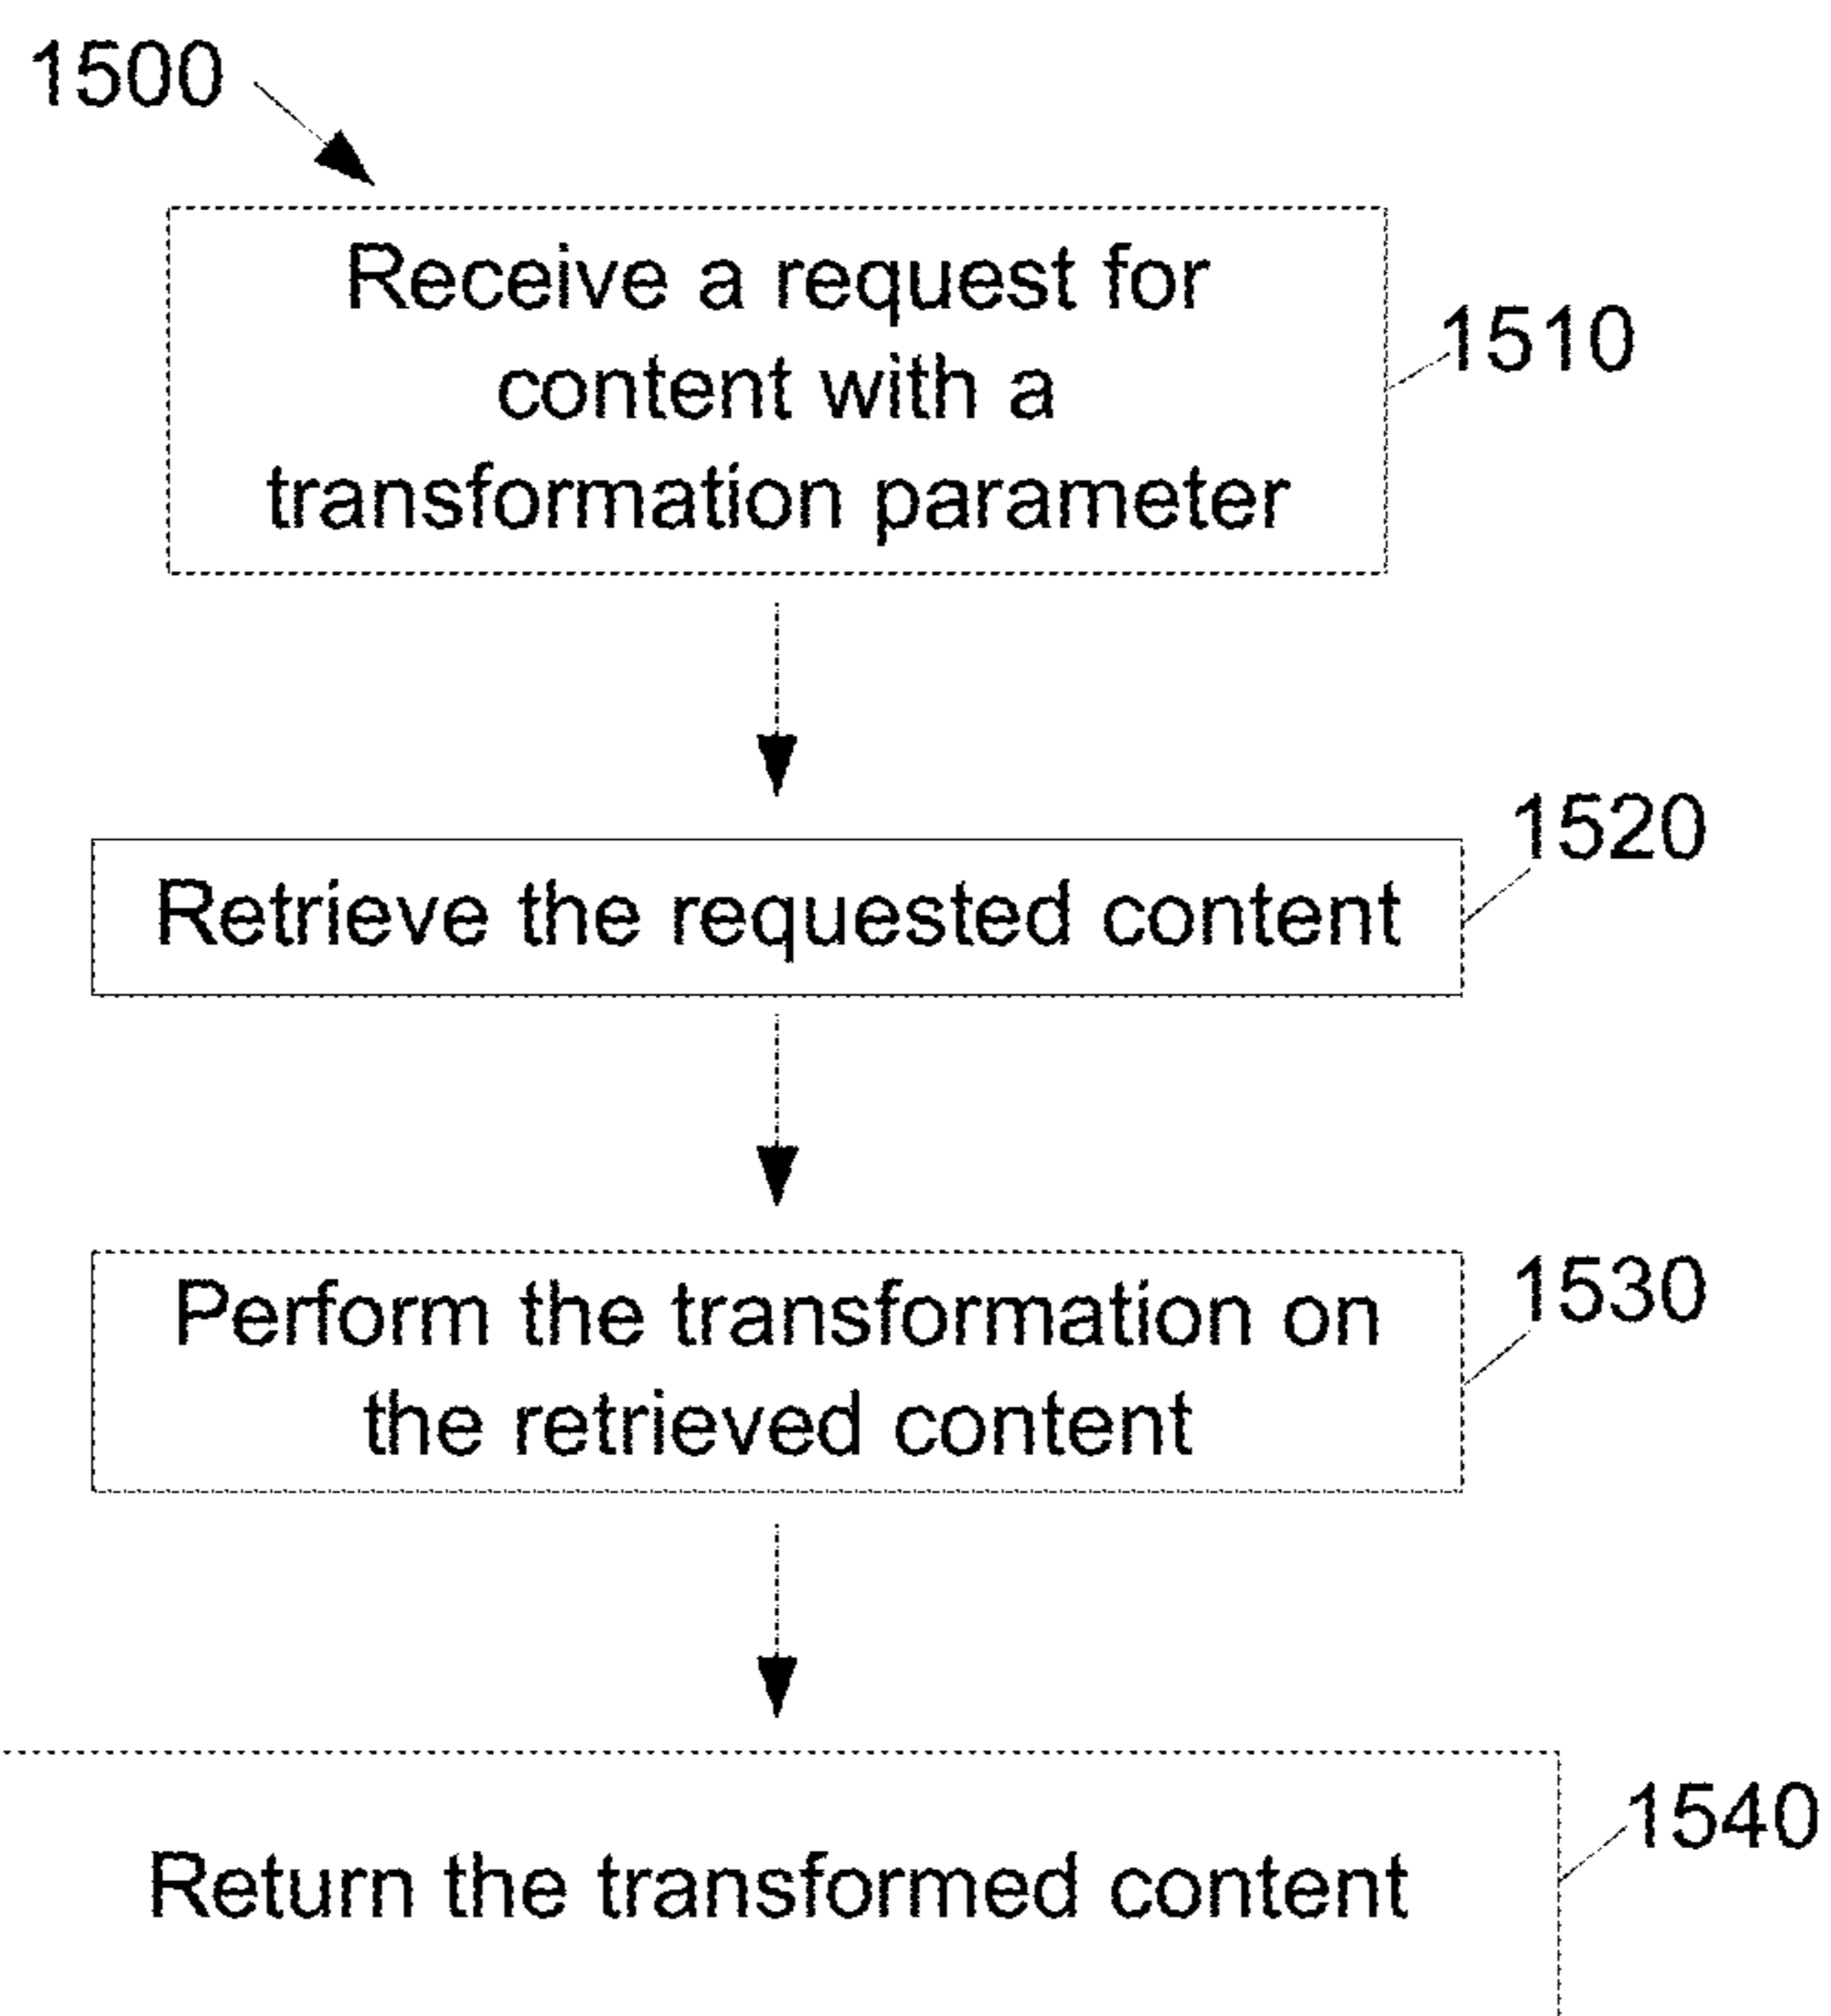 1500
Receive a request for
content with a
transformation parameter
1510
1520
Retrieve the requested content
1530
Perform the transformation on
the retrieved content
1540
Return the transformed content